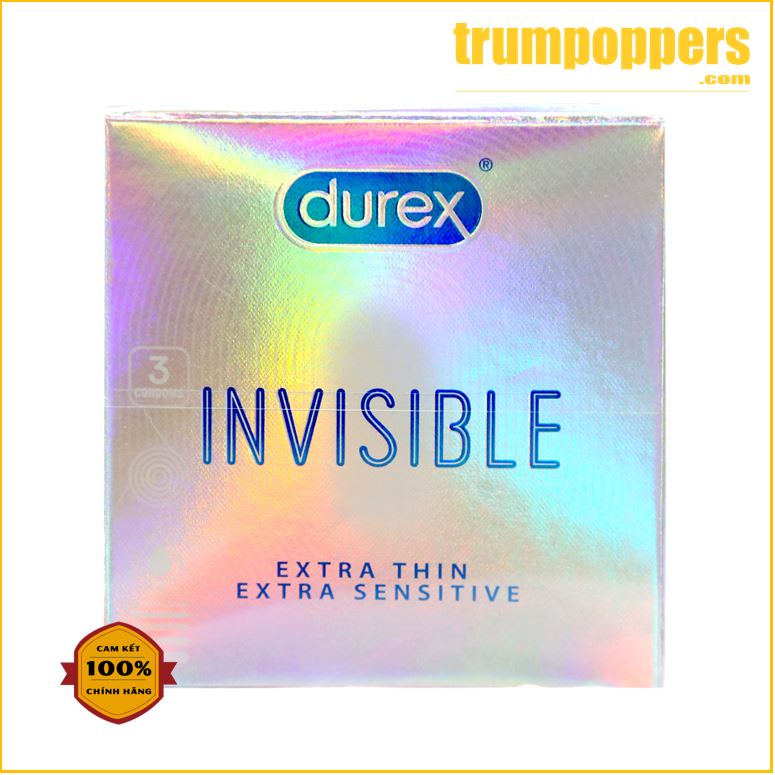 trumpoppers
.com
durex®
3
CONDOMS
INVISIBLE
EXTRA THIN
EXTRA SENSITIVE
CAM KẾT
100%
CHÍNH HÃNG